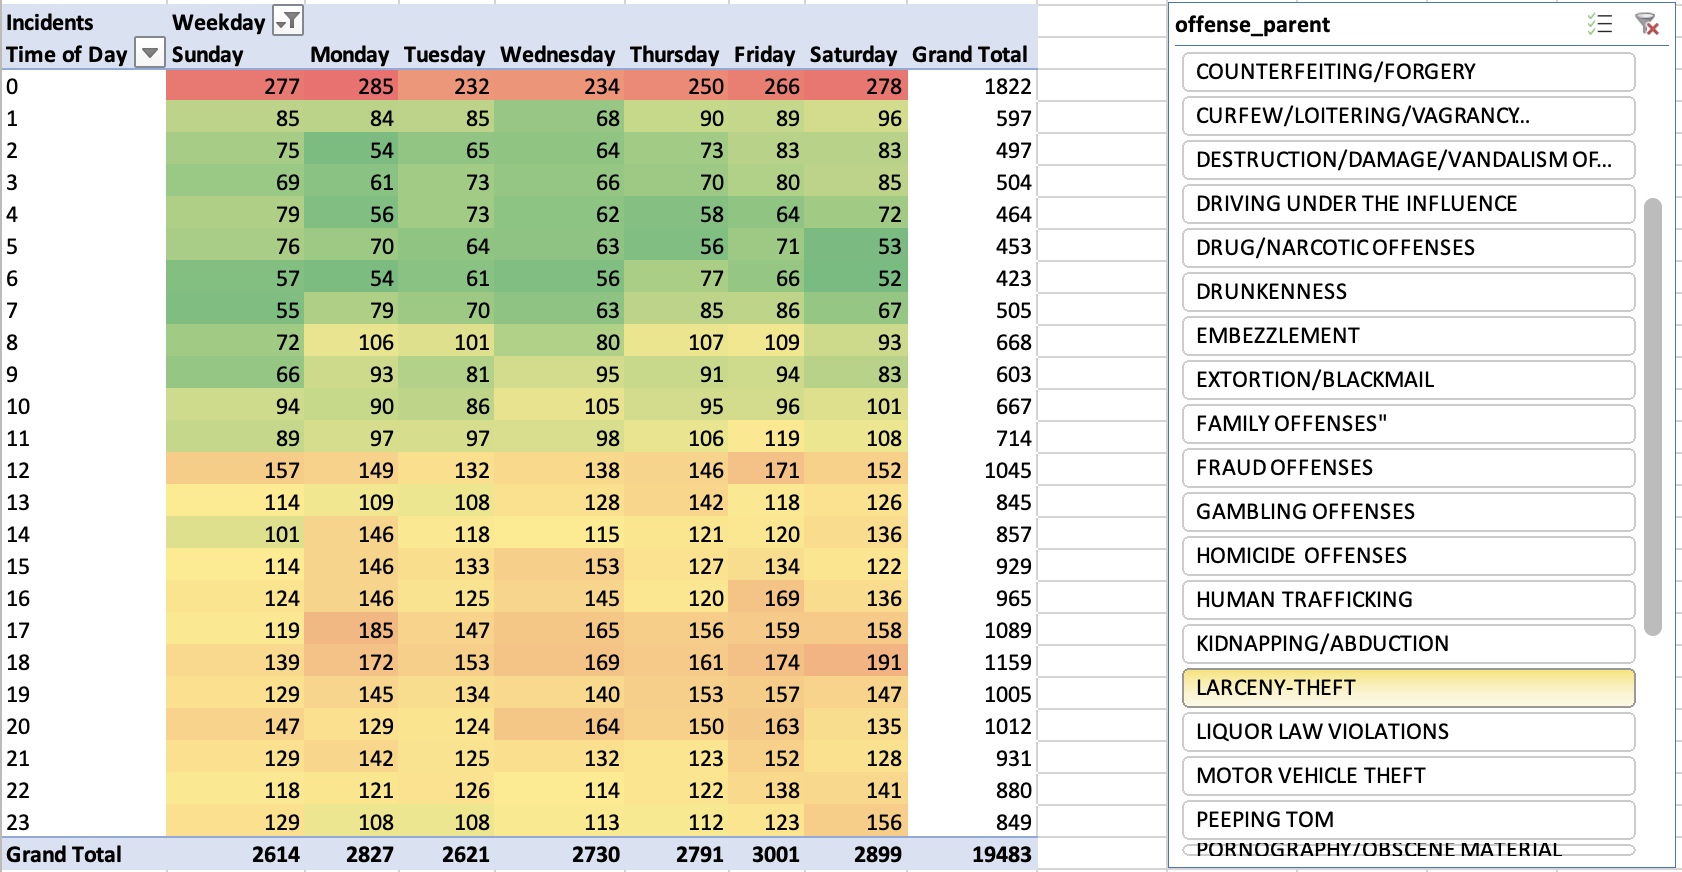 Incidents Weekday
Time of Day Sunday Monday Tuesday Wednesday Thursday Friday Saturday Grand Total
0 277 285 232 234 250 266 278 1822
1 85 84 85 68 90 89 96 597
2 75 54 65 64 73 83 83 497
3 69 61 73 66 70 80 85 504
4 79 56 73 62 58 64 72 464
5 76 70 64 63 56 71 53 453
6 57 54 61 56 77 66 52 423
7 55 79 70 63 85 86 67 505
8 72 106 101 80 107 109 93 668
9 66 93 81 95 91 94 83 603
10 94 90 86 105 95 96 101 667
11 89 97 97 98 106 119 108 714
12 157 149 132 138 146 171 152 1045
13 114 109 108 128 142 118 126 845
14 101 146 118 115 121 120 136 857
15 114 146 133 153 127 134 122 929
16 124 146 125 145 120 169 136 965
17 119 185 147 165 156 159 158 1089
18 139 172 153 169 161 174 191 1159
19 129 145 134 140 153 157 147 1005
20 147 129 124 164 150 163 135 1012
21 129 142 125 132 123 152 128 931
22 118 121 126 114 122 138 141 880
23 129 108 108 113 112 123 156 849
Grand Total 2614 2827 2621 2730 2791 3001 2899 19483
offense_parent
COUNTERFEITING/FORGERY
CURFEW/LOITERING/VAGRANCY...
DESTRUCTION/DAMAGE/VANDALISM OF...
DRIVING UNDER THE INFLUENCE
DRUG/NARCOTIC OFFENSES
DRUNKENNESS
EMBEZZLEMENT
EXTORTION/BLACKMAIL
FAMILY OFFENSES"
FRAUD OFFENSES
GAMBLING OFFENSES
HOMICIDE OFFENSES
HUMAN TRAFFICKING
KIDNAPPING/ABDUCTION
LARCENY-THEFT
LIQUOR LAW VIOLATIONS
MOTOR VEHICLE THEFT
PEEPING TOM
PORNOGRAPHY/OBSCENE MATERIAL